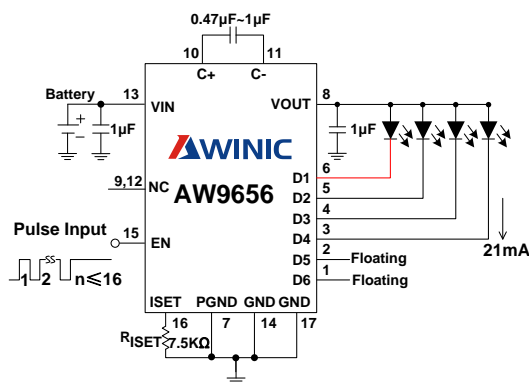 0.47µF~1µF
10
11
C+
C-
Battery
13
VIN
VOUT
8
+
-
1µF
1µF
AWINIC
AW9656
D1
6
D2
5
9,12
NC
D3
4
Pulse Input
15
EN
D4
3
21mA
D5
2
Floating
1 2 n≤16
D6
1
Floating
ISET
PGND
GND
GND
16
7
14
17
RISET
7.5KΩ